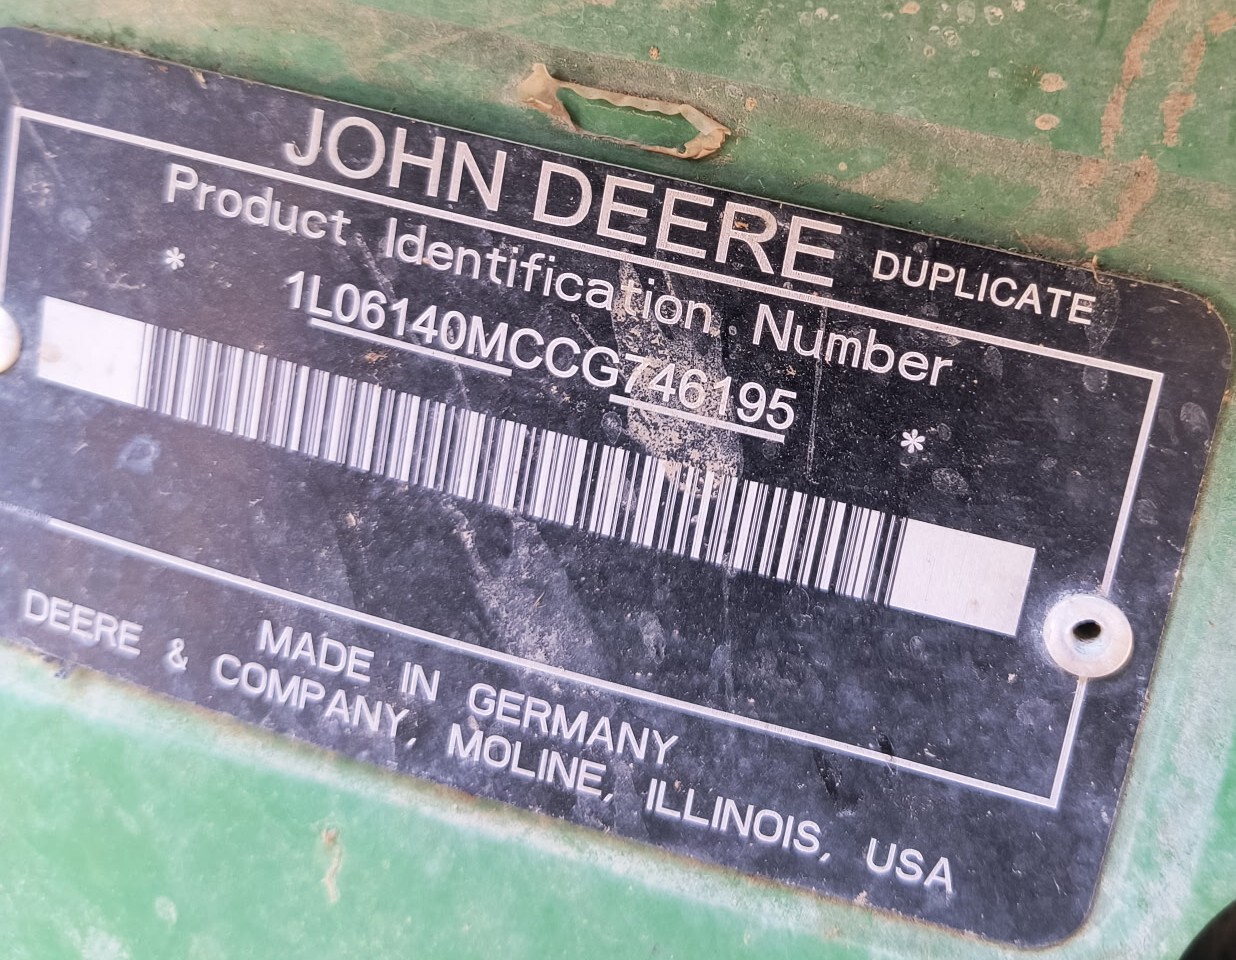 JOHN DEERE DUPLICATE
Product Identification Number
* 1L06140MCCG746195 *
MADE IN GERMANY
DEERE & COMPANY, MOLINE, ILLINOIS, USA